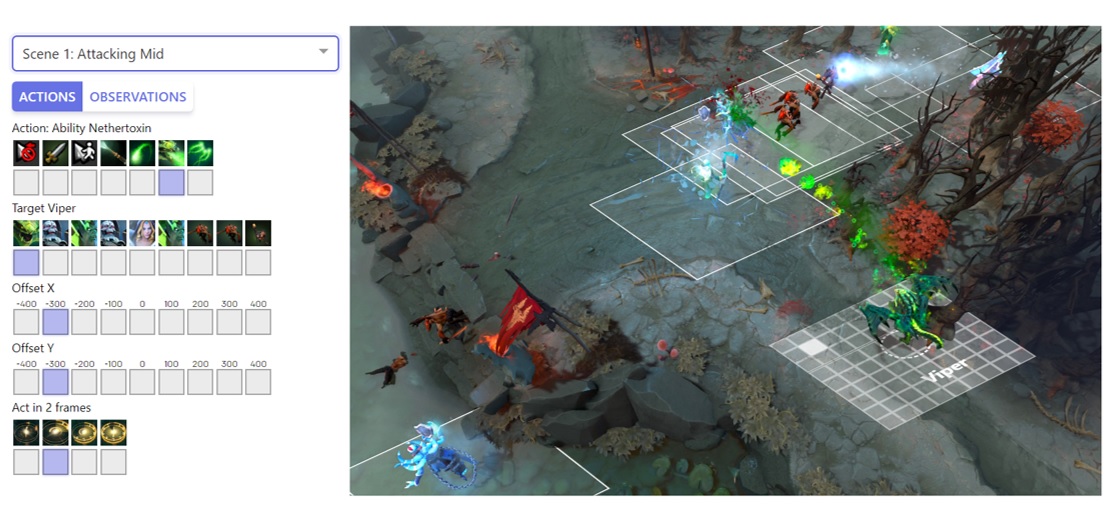 Scene 1: Attacking Mid
ACTIONS OBSERVATIONS
Action: Ability Nethertoxin
Target Viper
Offset X
-400 -300 -200 -100 0 100 200 300 400
Offset Y
-400 -300 -200 -100 0 100 200 300 400
Act in 2 frames
Viper